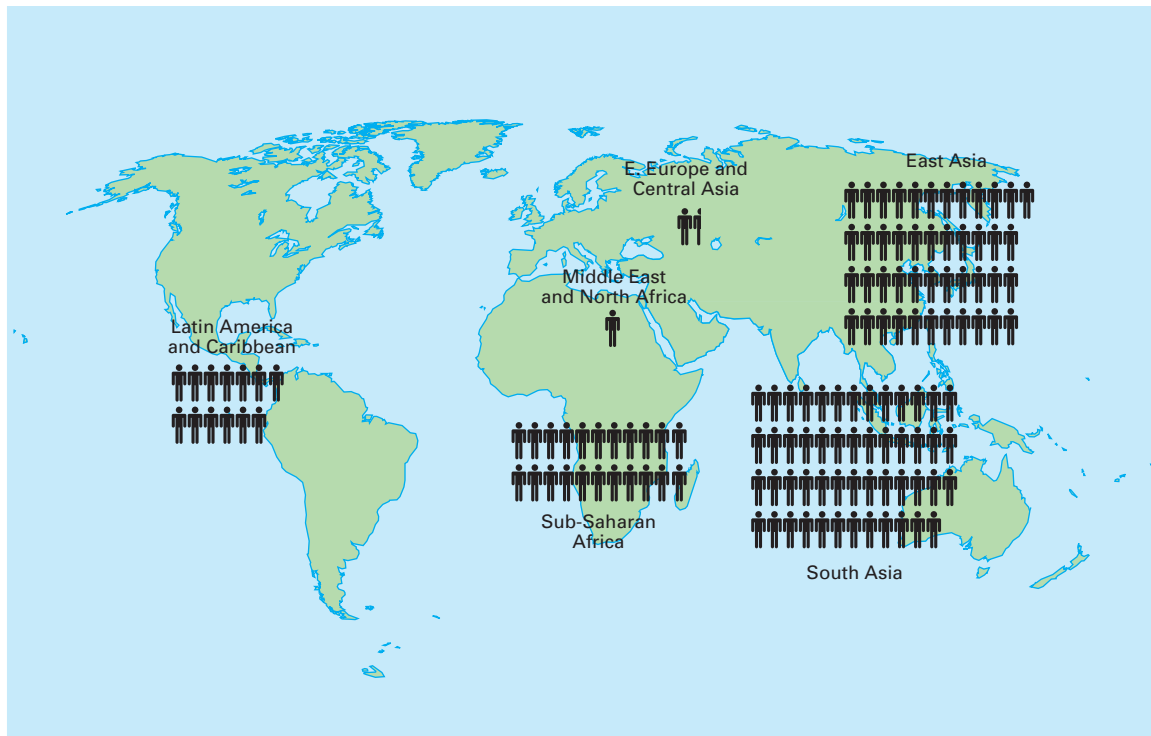 East Asia
E. Europe and
Central Asia
Middle East
and North Africa
Latin America
and Caribbean
Sub-Saharan
Africa
South Asia